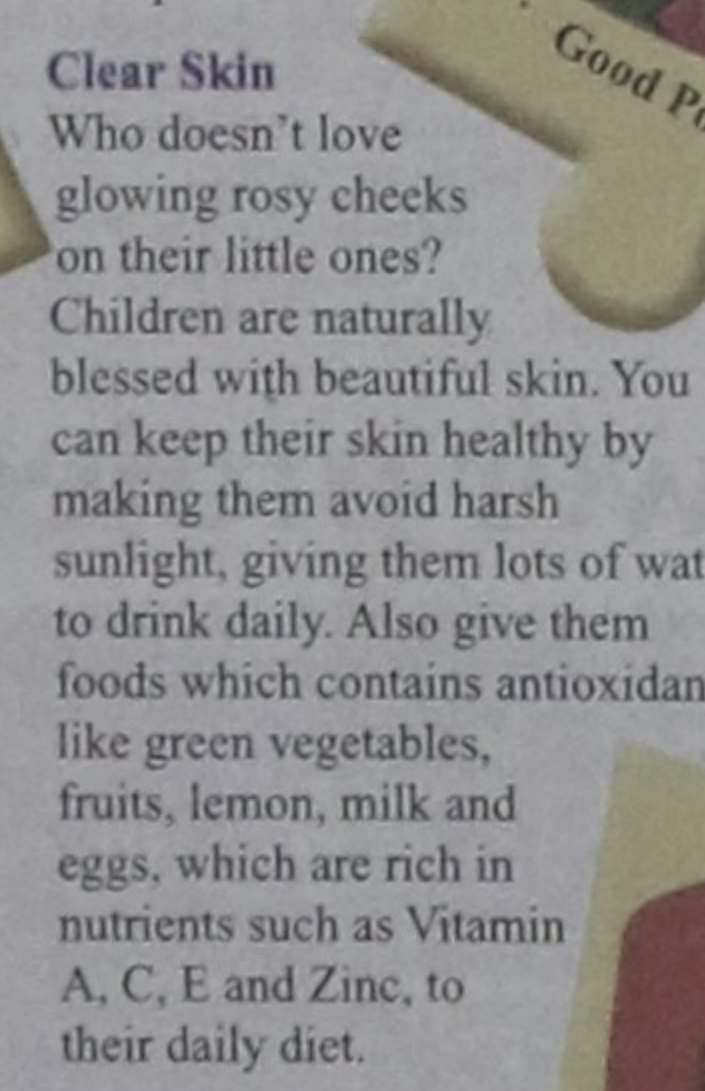 Good
Clear Skin
Who doesn't love
glowing rosy cheeks
on their little ones?
Children are naturally
blessed with beautiful skin. You
can keep their skin healthy by
making them avoid harsh
sunlight, giving them lots of wat
to drink daily. Also give them
foods which contains antioxidan
like green vegetables,
fruits, lemon, milk and
eggs, which are rich in
nutrients such as Vitamin
A, C, E and Zinc, to
their daily diet.